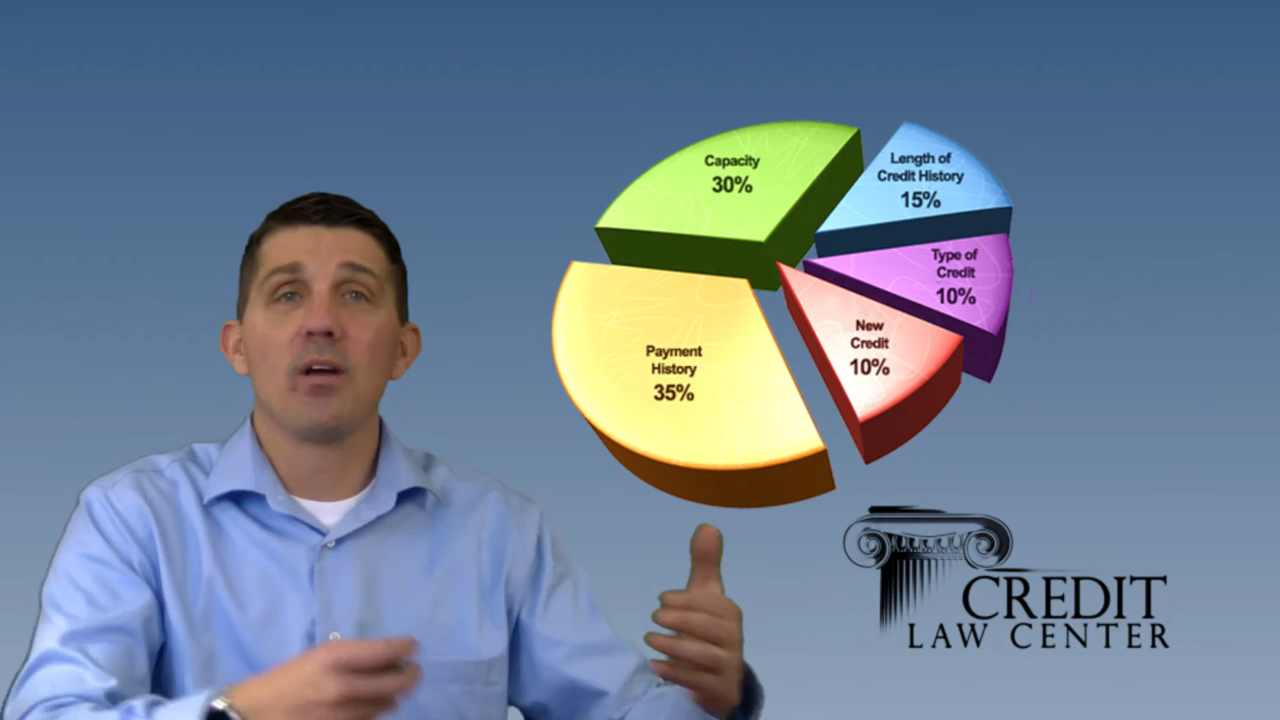 Capacity
30%
Length of
Credit History
15%
Type of
Credit
10%
New
Credit
10%
Payment
History
35%
CREDIT
LAW CENTER